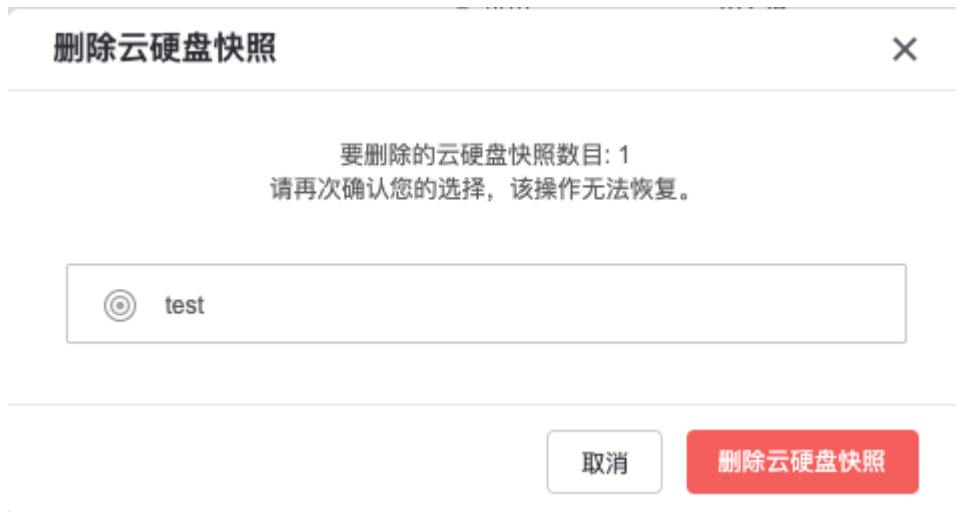 删除云硬盘快照
要删除的云硬盘快照数目: 1
请再次确认您的选择，该操作无法恢复。
test
取消
删除云硬盘快照